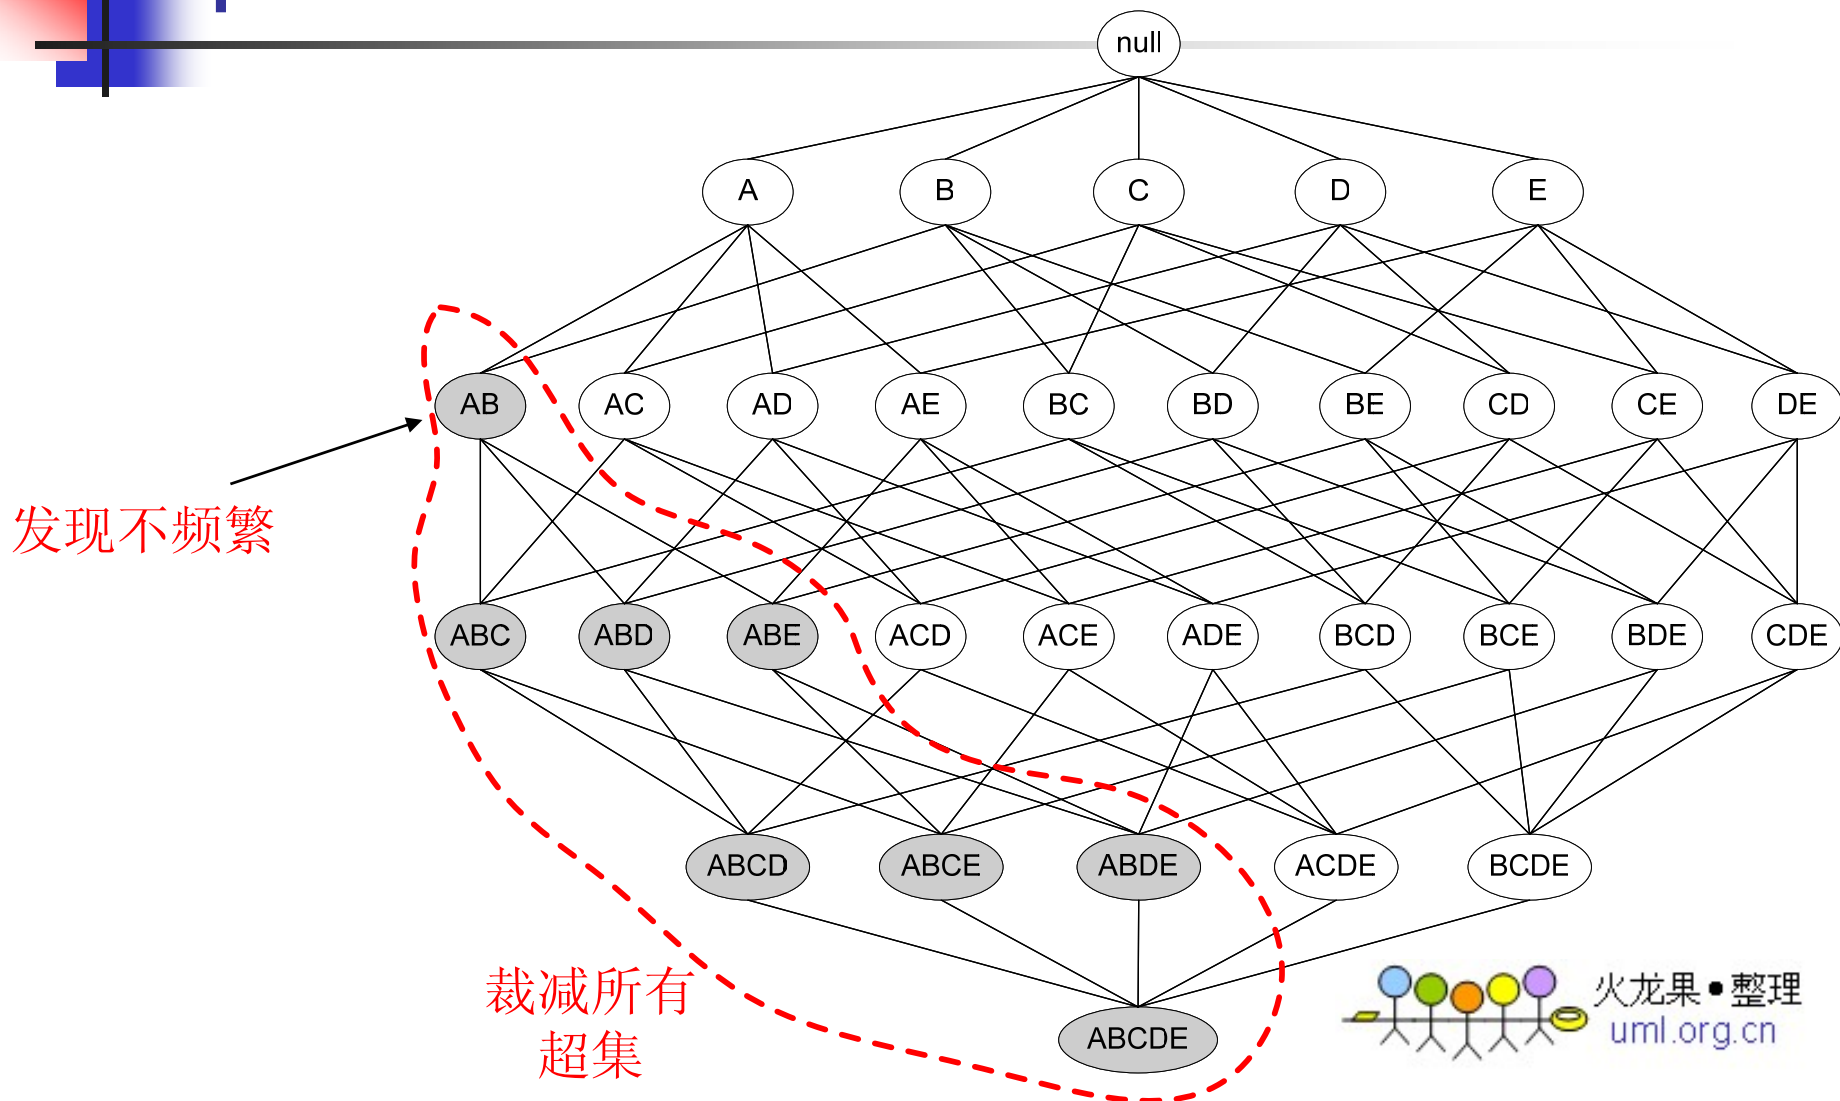 null
A B C D E
AB AC AD AE BC BD BE CD CE DE
发现不频繁
ABC ABD ABE ACD ACE ADE BCD BCE BDE CDE
ABCD ABCE ABDE ACDE BCDE
裁减所有
超集
ABCDE
火龙果•整理
uml.org.cn